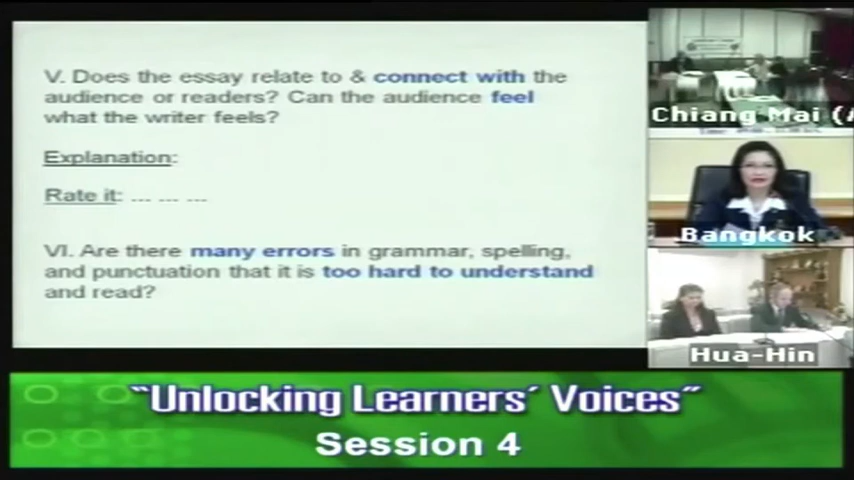 V. Does the essay relate to & connect with the
audience or readers? Can the audience feel
what the writer feels?
Explanation:
Rate it: ... ... ...
VI. Are there many errors in grammar, spelling,
and punctuation that it is too hard to understand
and read?
Chiang Mai (
Bangkok
Hua-Hin
“Unlocking Learners´ Voices”
Session 4